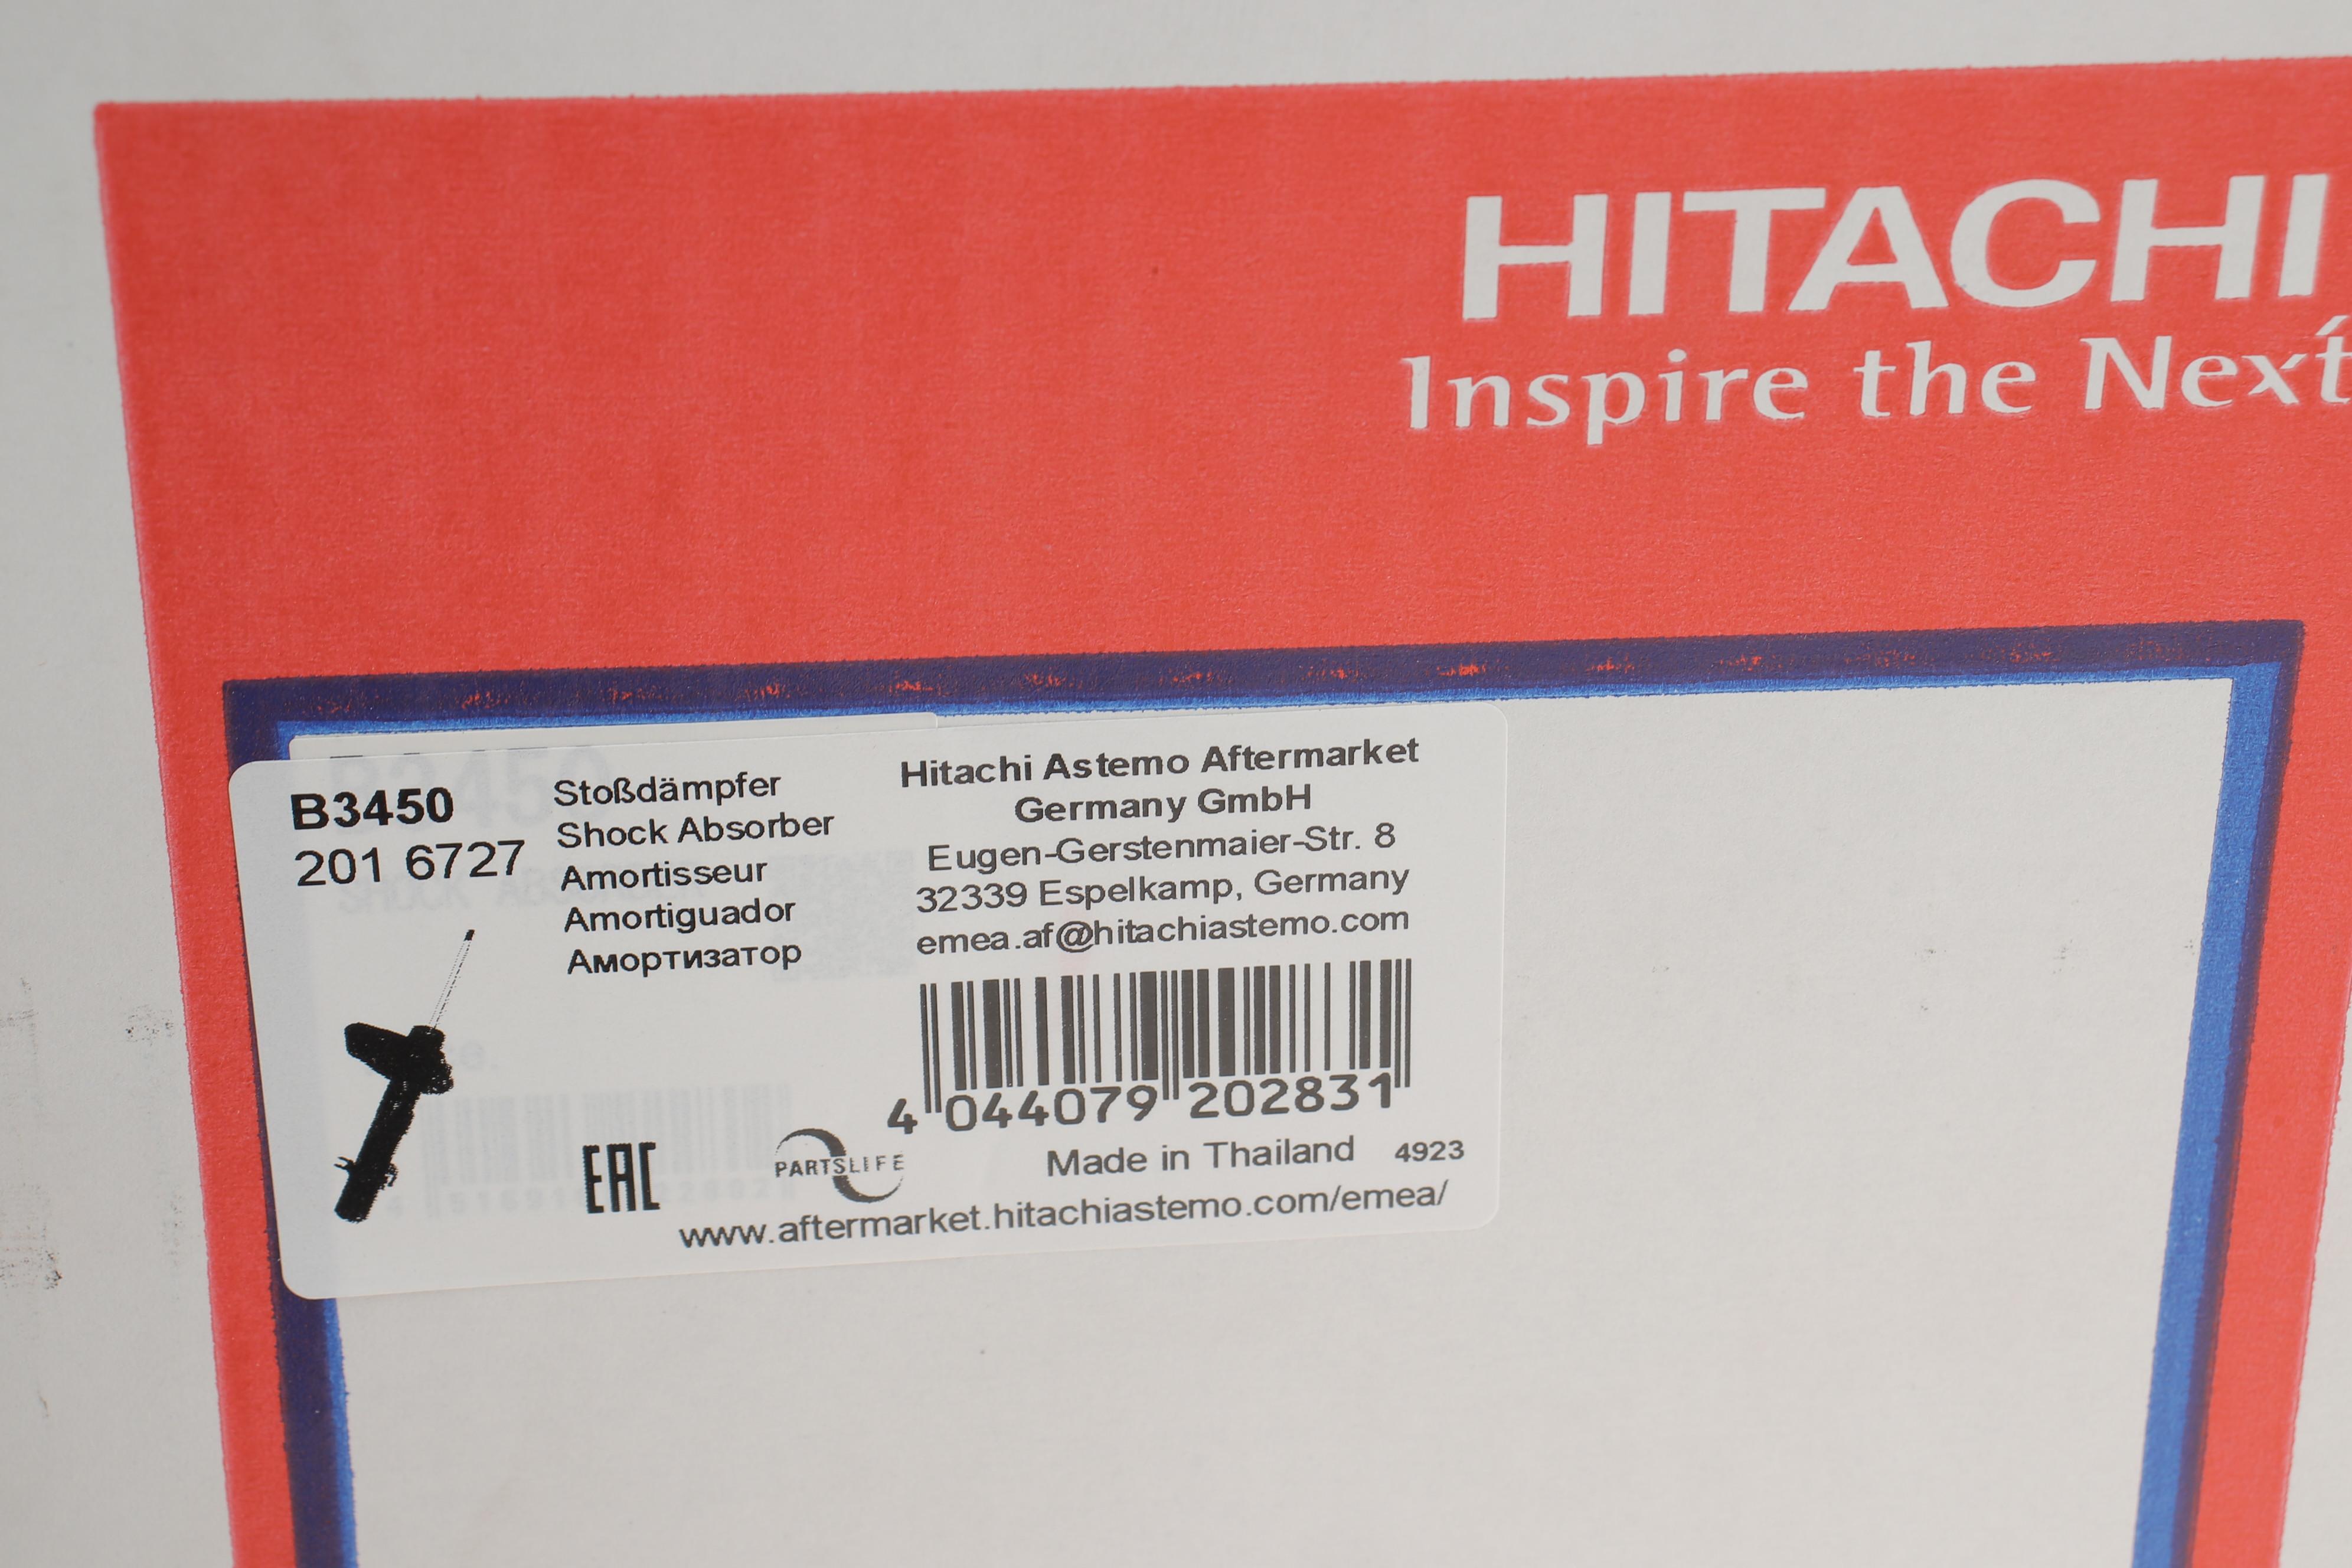 HITACHI
Inspire the Next
B3450
201 6727
Stoßdämpfer
Shock Absorber
Amortisseur
Amortiguador
Амортизатор
Hitachi Astemo Aftermarket
Germany GmbH
Eugen-Gerstenmaier-Str. 8
32339 Espelkamp, Germany
emea.af@hitachiastemo.com
4 044079 202831
EAC
PARTSLIFE
Made in Thailand 4923
www.aftermarket.hitachiastemo.com/emea/